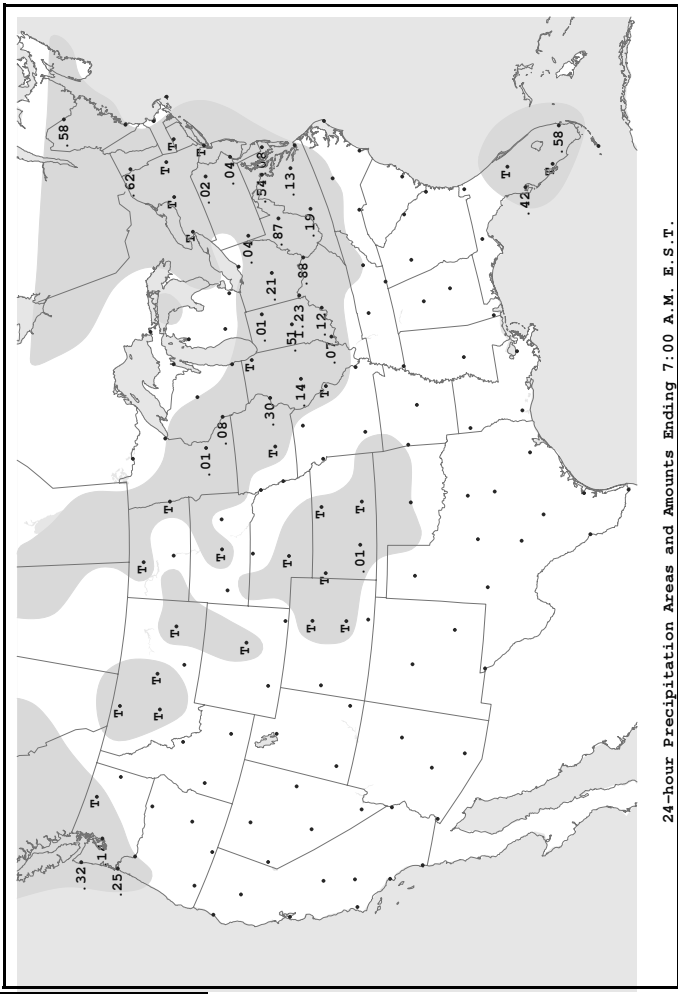 .58
.32
T
.25
T
.62
T
T
T
T
T
T
T
T
T
T
.01
.02
T
.08
.04
T
.04
T
.54
.01
.30
.21
T
.87
T
.13
.51
1.23
.14
.88
.19
T
T
.12
T
T
.07
T
.01
T
T
.42
T
.58
24-hour Precipitation Areas and Amounts Ending 7:00 A.M. E.S.T.